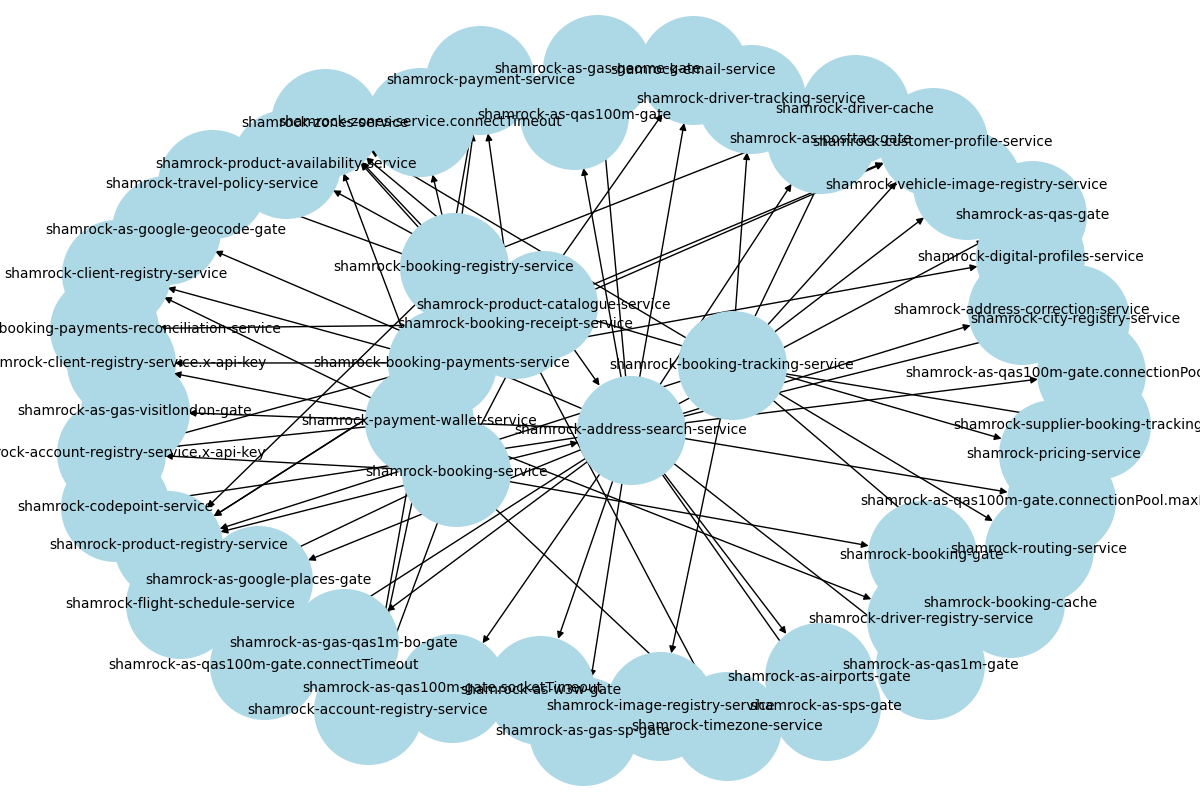 shamrock-as-gas-geome-gate
shamrock-email-service
shamrock-payment-service
shamrock-driver-tracking-service
shamrock-driver-cache
shamrock-as-qas100m-gate
shamrock-zones-service
shamrock-zones-service.connectTimeout
shamrock-as-posttag-gate
shamrock-customer-profile-service
shamrock-product-availability-service
shamrock-travel-policy-service
shamrock-vehicle-image-registry-service
shamrock-as-qas-gate
shamrock-as-google-geocode-gate
shamrock-digital-profiles-service
shamrock-booking-registry-service
shamrock-client-registry-service
shamrock-product-catalogue-service
shamrock-address-correction-service
shamrock-city-registry-service
shamrock-booking-receipt-service
booking-payments-reconciliation-service
shamrock-booking-payments-service
shamrock-booking-tracking-service
mrock-client-registry-service.x-api-key
shamrock-as-qas100m-gate.connectionPoo
shamrock-as-gas-visitlondon-gate
shamrock-payment-wallet-service
shamrock-address-search-service
shamrock-supplier-booking-tracking
rock-account-registry-service.x-api-key
shamrock-pricing-service
shamrock-booking-service
shamrock-as-qas100m-gate.connectionPool.maxI
shamrock-codepoint-service
shamrock-product-registry-service
shamrock-routing-service
shamrock-booking-gate
shamrock-as-google-places-gate
shamrock-flight-schedule-service
shamrock-booking-cache
shamrock-driver-registry-service
shamrock-as-gas-qas1m-bo-gate
shamrock-as-qas100m-gate.connectTimeout
shamrock-as-qas1m-gate
shamrock-as-airports-gate
shamrock-as-qas100m-gate.socketTimeout
shamrock-as-w3w-gate
shamrock-account-registry-service
shamrock-image-registry-service
shamrock-as-sps-gate
shamrock-as-gas-sp-gate
shamrock-timezone-service